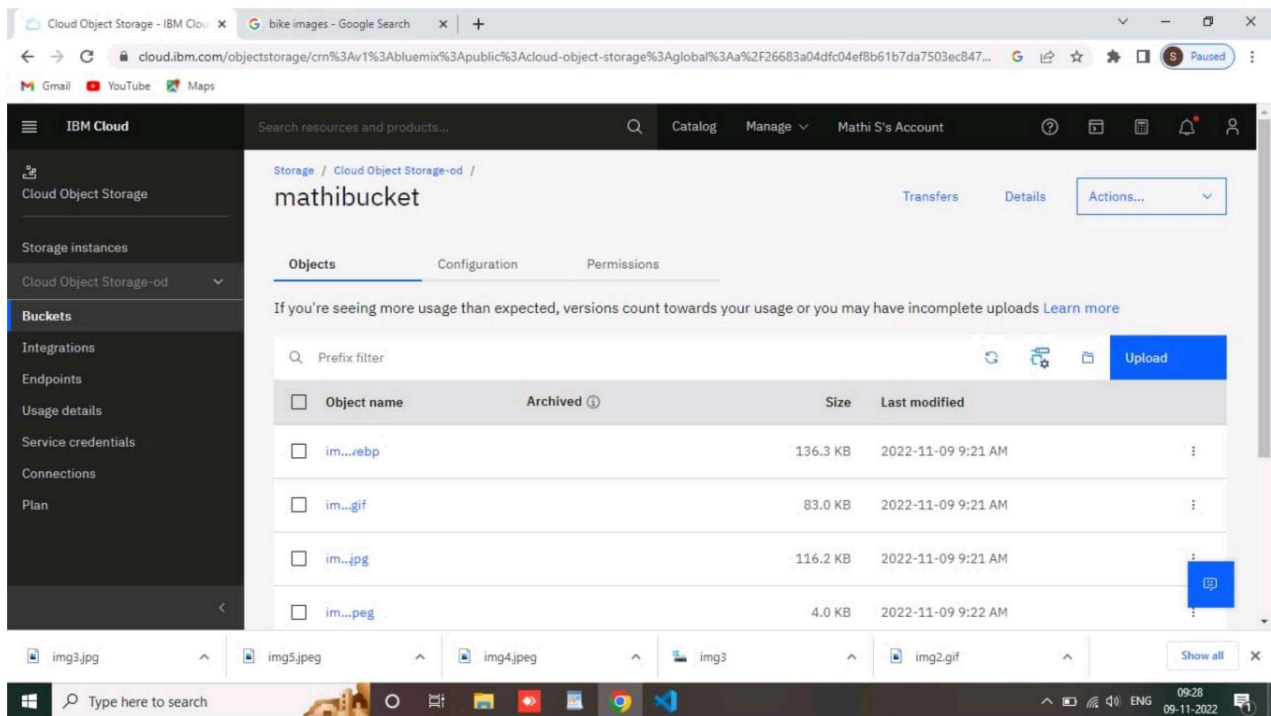 Cloud Object Storage - IBM Clou
bike images - Google Search
cloud.ibm.com/objectstorage/crn%3Av1%3Abluemix%3Apublic%3Acloud-object-storage%3Aglobal%3Aa%2F26683a04dfc04ef8b61b7da7503ec847...
S Paused
Gmail YouTube Maps
IBM Cloud
Search resources and products...
Catalog Manage Mathi S's Account
Cloud Object Storage
Storage instances
Cloud Object Storage-od
Buckets
Integrations
Endpoints
Usage details
Service credentials
Connections
Plan
Storage / Cloud Object Storage-od /
mathibucket
Transfers Details Actions...
Objects Configuration Permissions
If you're seeing more usage than expected, versions count towards your usage or you may have incomplete uploads Learn more
Prefix filter
Upload
Object name Archived Size Last modified
im...vebp 136.3 KB 2022-11-09 9:21 AM
im...gif 83.0 KB 2022-11-09 9:21 AM
im...jpg 116.2 KB 2022-11-09 9:21 AM
im...peg 4.0 KB 2022-11-09 9:22 AM
img3.jpg img5.jpeg img4.jpeg img3 img2.gif Show all
Type here to search
ENG
09:28
09-11-2022